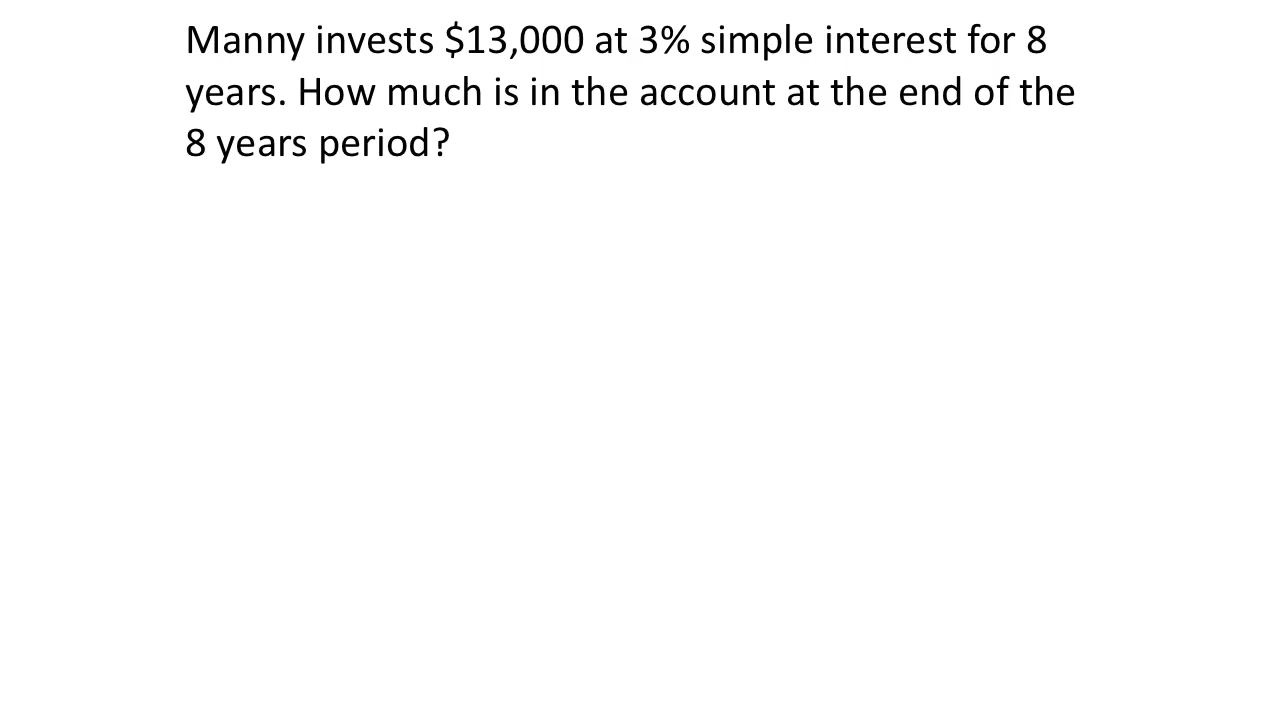 Manny invests $13,000 at 3% simple interest for 8
years. How much is in the account at the end of the
8 years period?